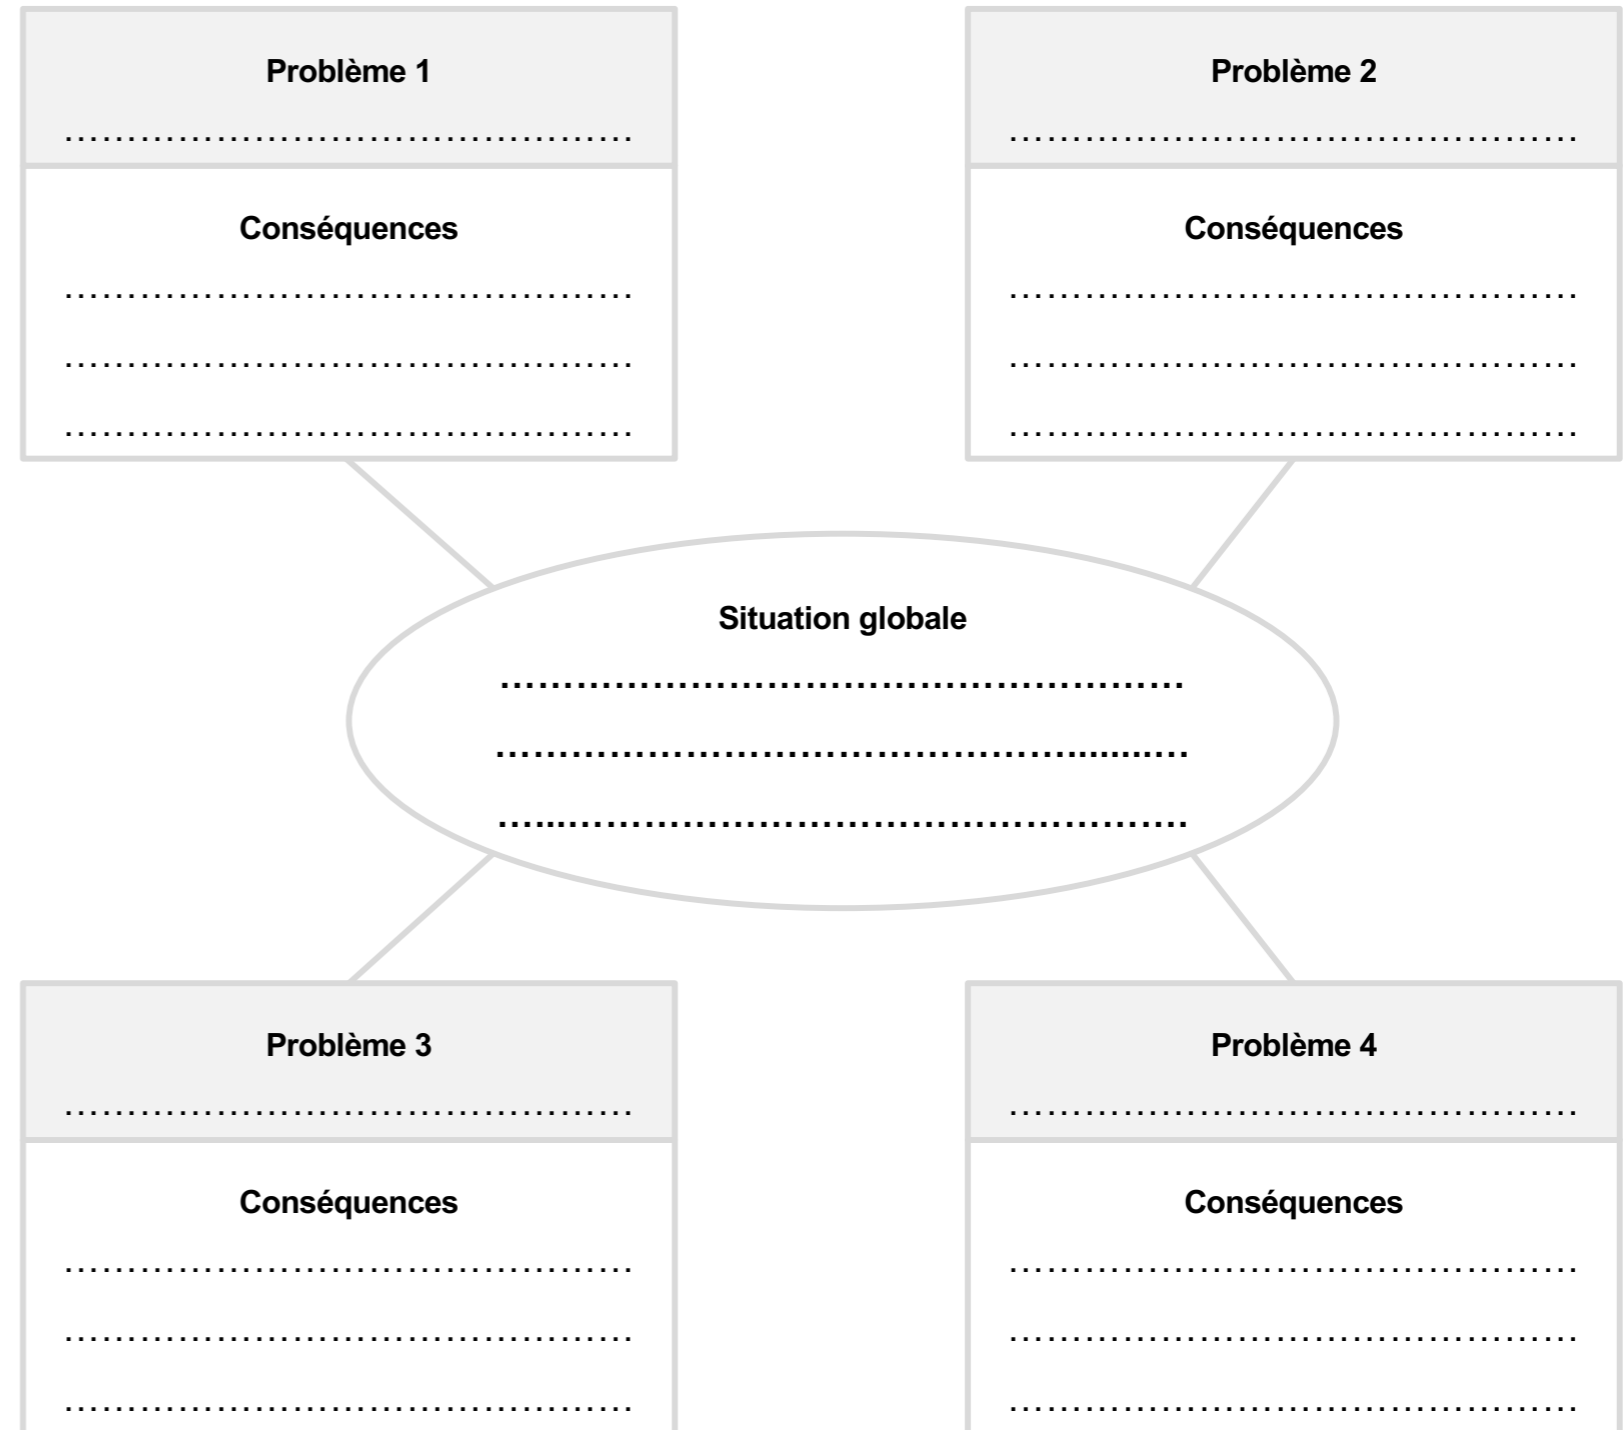 Problème 1
…………………………………………
Conséquences
…………………………………………
…………………………………………
…………………………………………
Problème 2
…………………………………………
Conséquences
…………………………………………
…………………………………………
…………………………………………
Situation globale
………………………………………………
………………………………………........…
…...…………………………………………
Problème 3
…………………………………………
Conséquences
…………………………………………
…………………………………………
…………………………………………
Problème 4
…………………………………………
Conséquences
…………………………………………
…………………………………………
…………………………………………